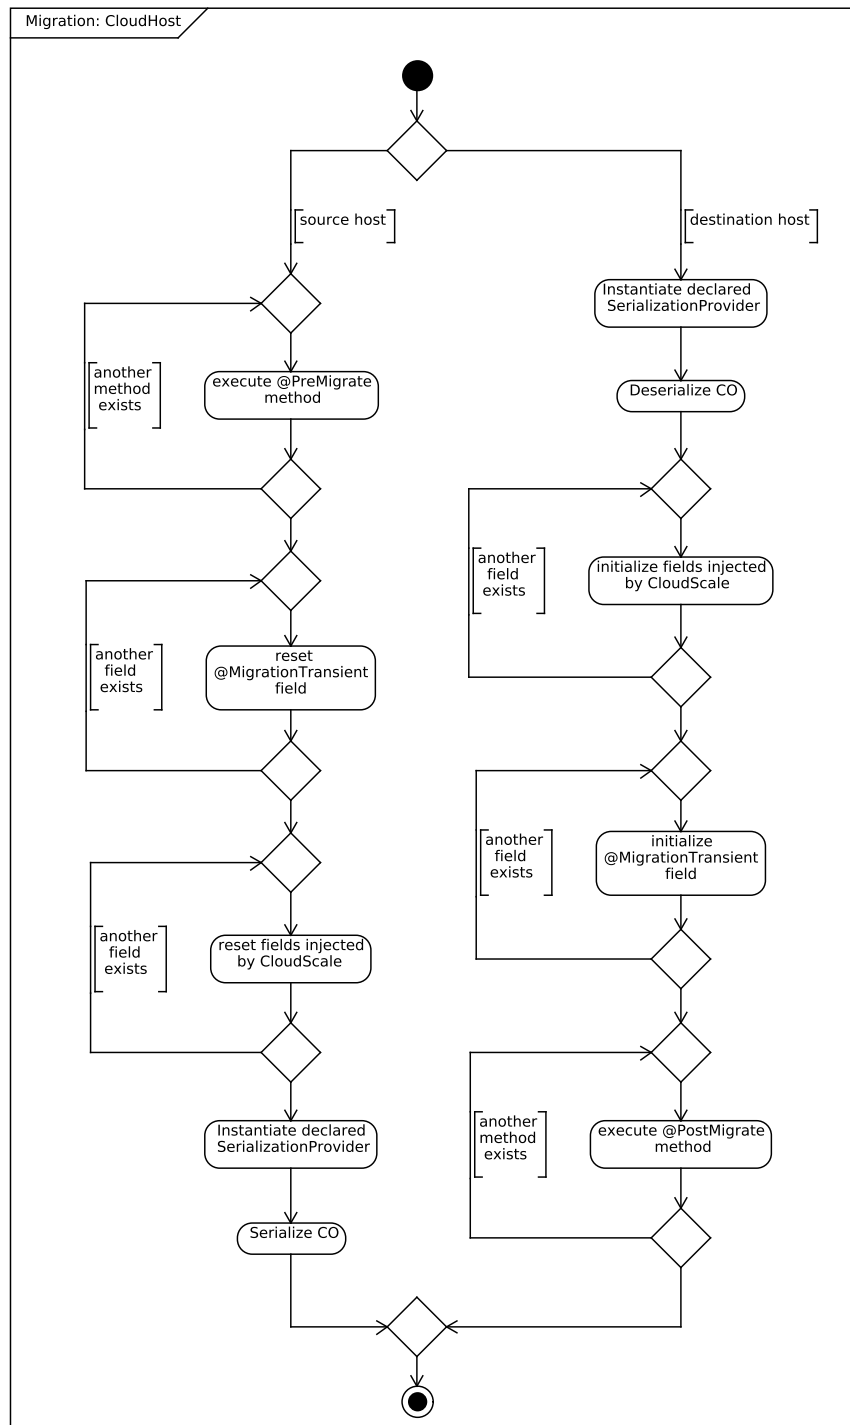 Migration: CloudHost
[source host]
[destination host]
Instantiate declared
SerializationProvider
[another
method
exists]
execute @PreMigrate
method
Deserialize CO
[another
field
exists]
initialize fields injected
by CloudScale
[another
field
exists]
reset
@MigrationTransient
field
[another
field
exists]
initialize
@MigrationTransient
field
[another
field
exists]
reset fields injected
by CloudScale
[another
method
exists]
execute @PostMigrate
method
Instantiate declared
SerializationProvider
Serialize CO